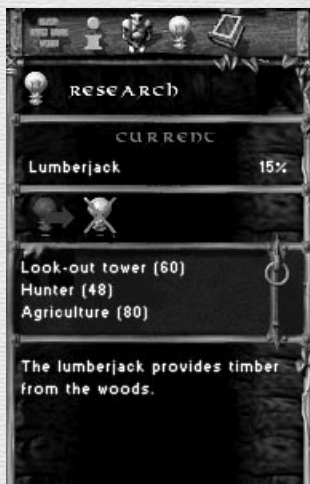 RESEARCH
CURRENT
Lumberjack 15%
Look-out tower (60)
Hunter (48)
Agriculture (80)
The lumberjack provides timber
from the woods.